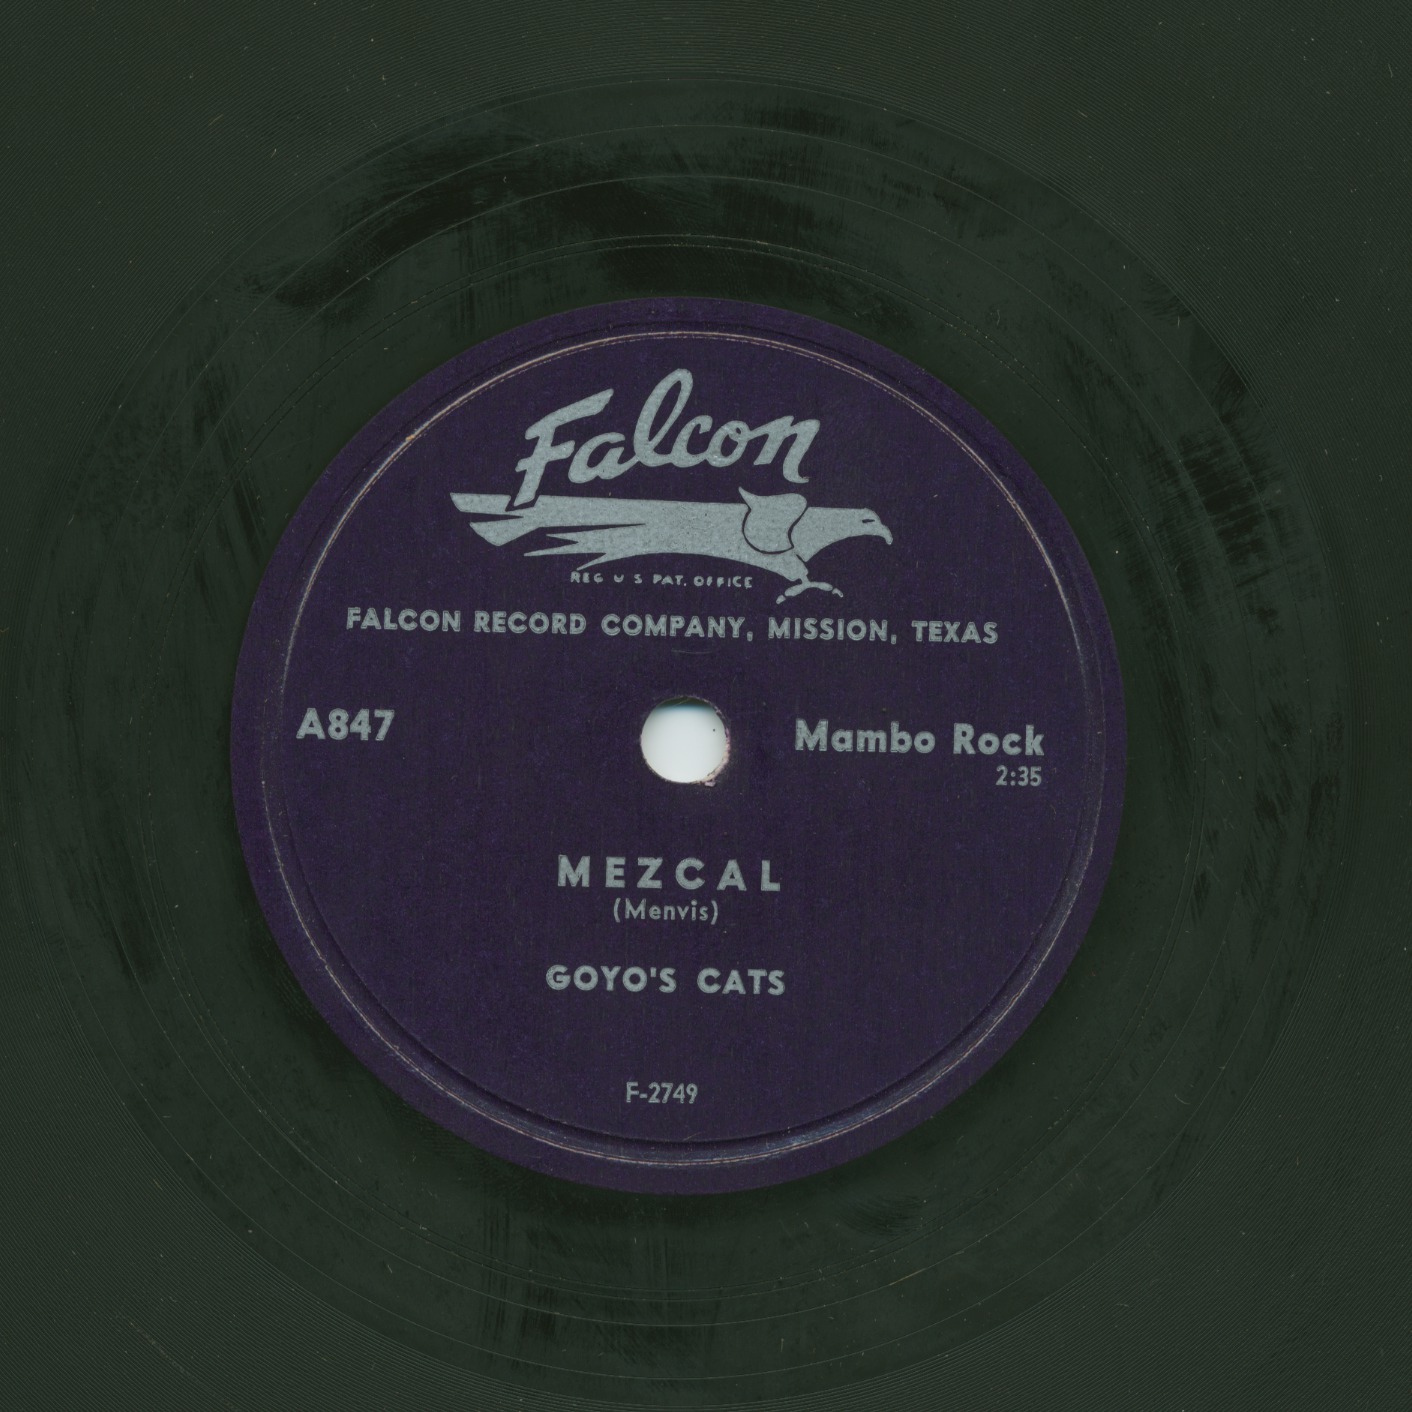 Falcon
REG U S PAT. OFFICE
FALCON RECORD COMPANY, MISSION, TEXAS
A847
Mambo Rock
2:35
MEZCAL
(Menvis)
GOYO'S CATS
F-2749